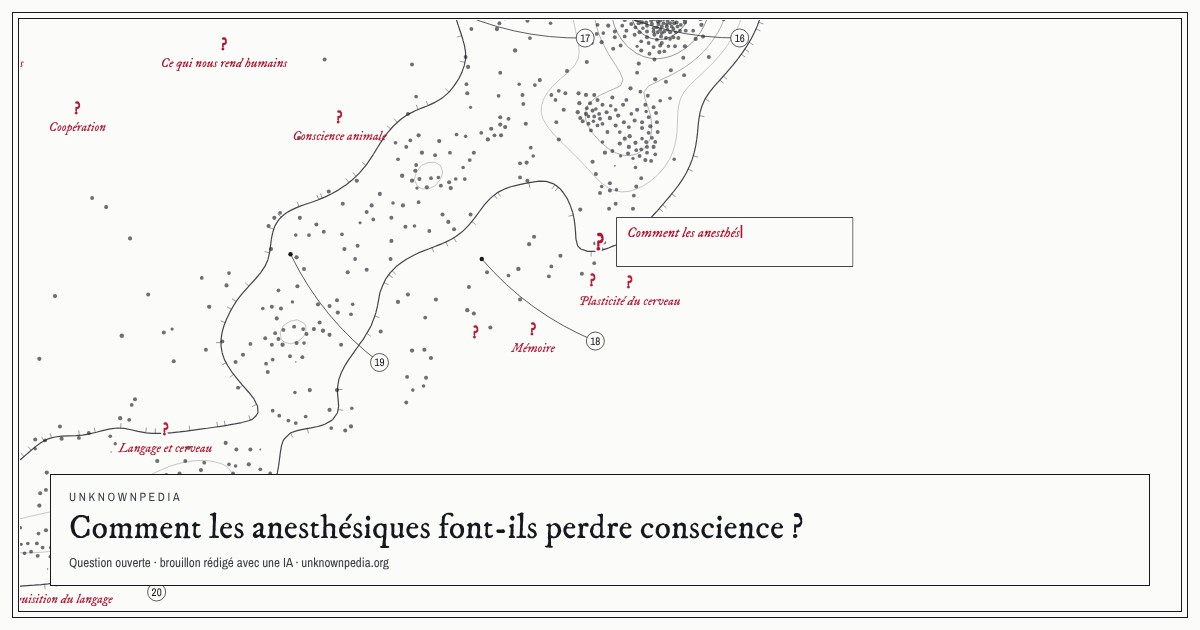 17
16
Ce qui nous rend humains
s
Coopération
Conscience animale
Comment les anesthés
Plasticité du cerveau
Mémoire
18
19
Langage et cerveau
UNKNOWNPEDIA
Comment les anesthésiques font-ils perdre conscience ?
Question ouverte · brouillon rédigé avec une IA · unknownpedia.org
20
uisition du langage